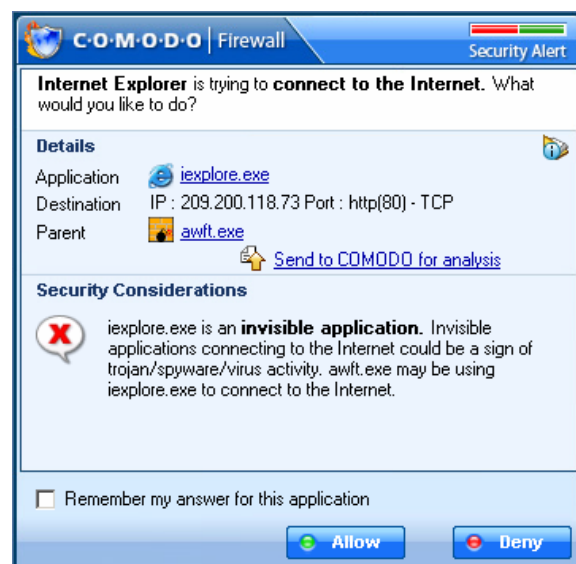 C·O·M·O·D·O | Firewall
Security Alert
Internet Explorer is trying to connect to the Internet. What
would you like to do?
Details
Application iexplore.exe
Destination IP : 209.200.118.73 Port : http(80) - TCP
Parent awft.exe
Send to COMODO for analysis
Security Considerations
iexplore.exe is an invisible application. Invisible
applications connecting to the Internet could be a sign of
trojan/spyware/virus activity. awft.exe may be using
iexplore.exe to connect to the Internet.
Remember my answer for this application
Allow
Deny